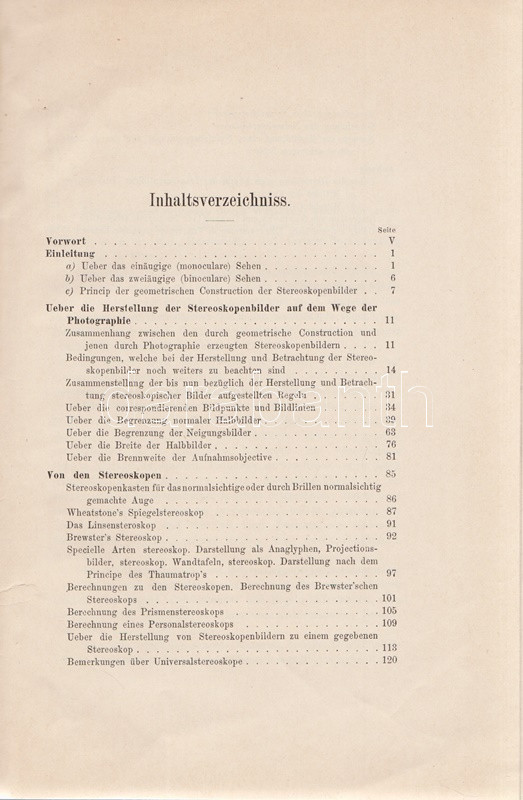 Inhaltsverzeichniss.
Seite
Vorwort . . . . . . . . . . . . . . . . . . . . . . . . . . V
Einleitung . . . . . . . . . . . . . . . . . . . . . . . . . 1
a) Ueber das einäugige (monoculare) Sehen . . . . . . . . . . . 1
b) Ueber das zweiäugige (binoculare) Sehen . . . . . . . . . . . 6
c) Princip der geometrischen Construction der Stereoskopenbilder . . 7
Ueber die Herstellung der Stereoskopenbilder auf dem Wege der
Photographie . . . . . . . . . . . . . . . . . . . . . . 11
Zusammenhang zwischen den durch geometrische Construction und
jenen durch Photographie erzeugten Stereoskopenbildern . . . . 11
Bedingungen, welche bei der Herstellung und Betrachtung der Stereo-
skopenbilder noch weiters zu beachten sind . . . . . . . . 14
Zusammenstellung der bis nun bezüglich der Herstellung und Betrach-
tung stereoskopischer Bilder aufgestellten Regeln . . . . . . 31
Ueber die correspondierenden Bildpunkte und Bildlinien . . . . . 34
Ueber die Begrenzung normaler Halbbilder . . . . . . . . . . 39
Ueber die Begrenzung der Neigungsbilder . . . . . . . . . . . 63
Ueber die Breite der Halbbilder . . . . . . . . . . . . . . 76
Ueber die Brennweite der Aufnahmsobjective . . . . . . . . . 81
Von den Stereoskopen . . . . . . . . . . . . . . . . . . . . 85
Stereoskopenkasten für das normalsichtige oder durch Brillen normalsichtig
gemachte Auge . . . . . . . . . . . . . . . . . . . . 86
Wheatstone's Spiegelstereoskop . . . . . . . . . . . . . . . 87
Das Linsensteroskop . . . . . . . . . . . . . . . . . . . 91
Brewster's Stereoskop . . . . . . . . . . . . . . . . . . . 92
Specielle Arten stereoskop. Darstellung als Anaglyphen, Projections-
bilder, stereoskop. Wandtafeln, stereoskop. Darstellung nach dem
Principe des Thaumatrop's . . . . . . . . . . . . . . . 97
Berechnungen zu den Stereoskopen. Berechnung des Brewster'schen
Stereoskops . . . . . . . . . . . . . . . . . . . . . 101
Berechnung des Prismenstereoskops . . . . . . . . . . . . . 105
Berechnung eines Personalstereoskops . . . . . . . . . . . . 109
Ueber die Herstellung von Stereoskopenbildern zu einem gegebenen
Stereoskop . . . . . . . . . . . . . . . . . . . . . . 113
Bemerkungen über Universalstereoskope . . . . . . . . . . . . 120